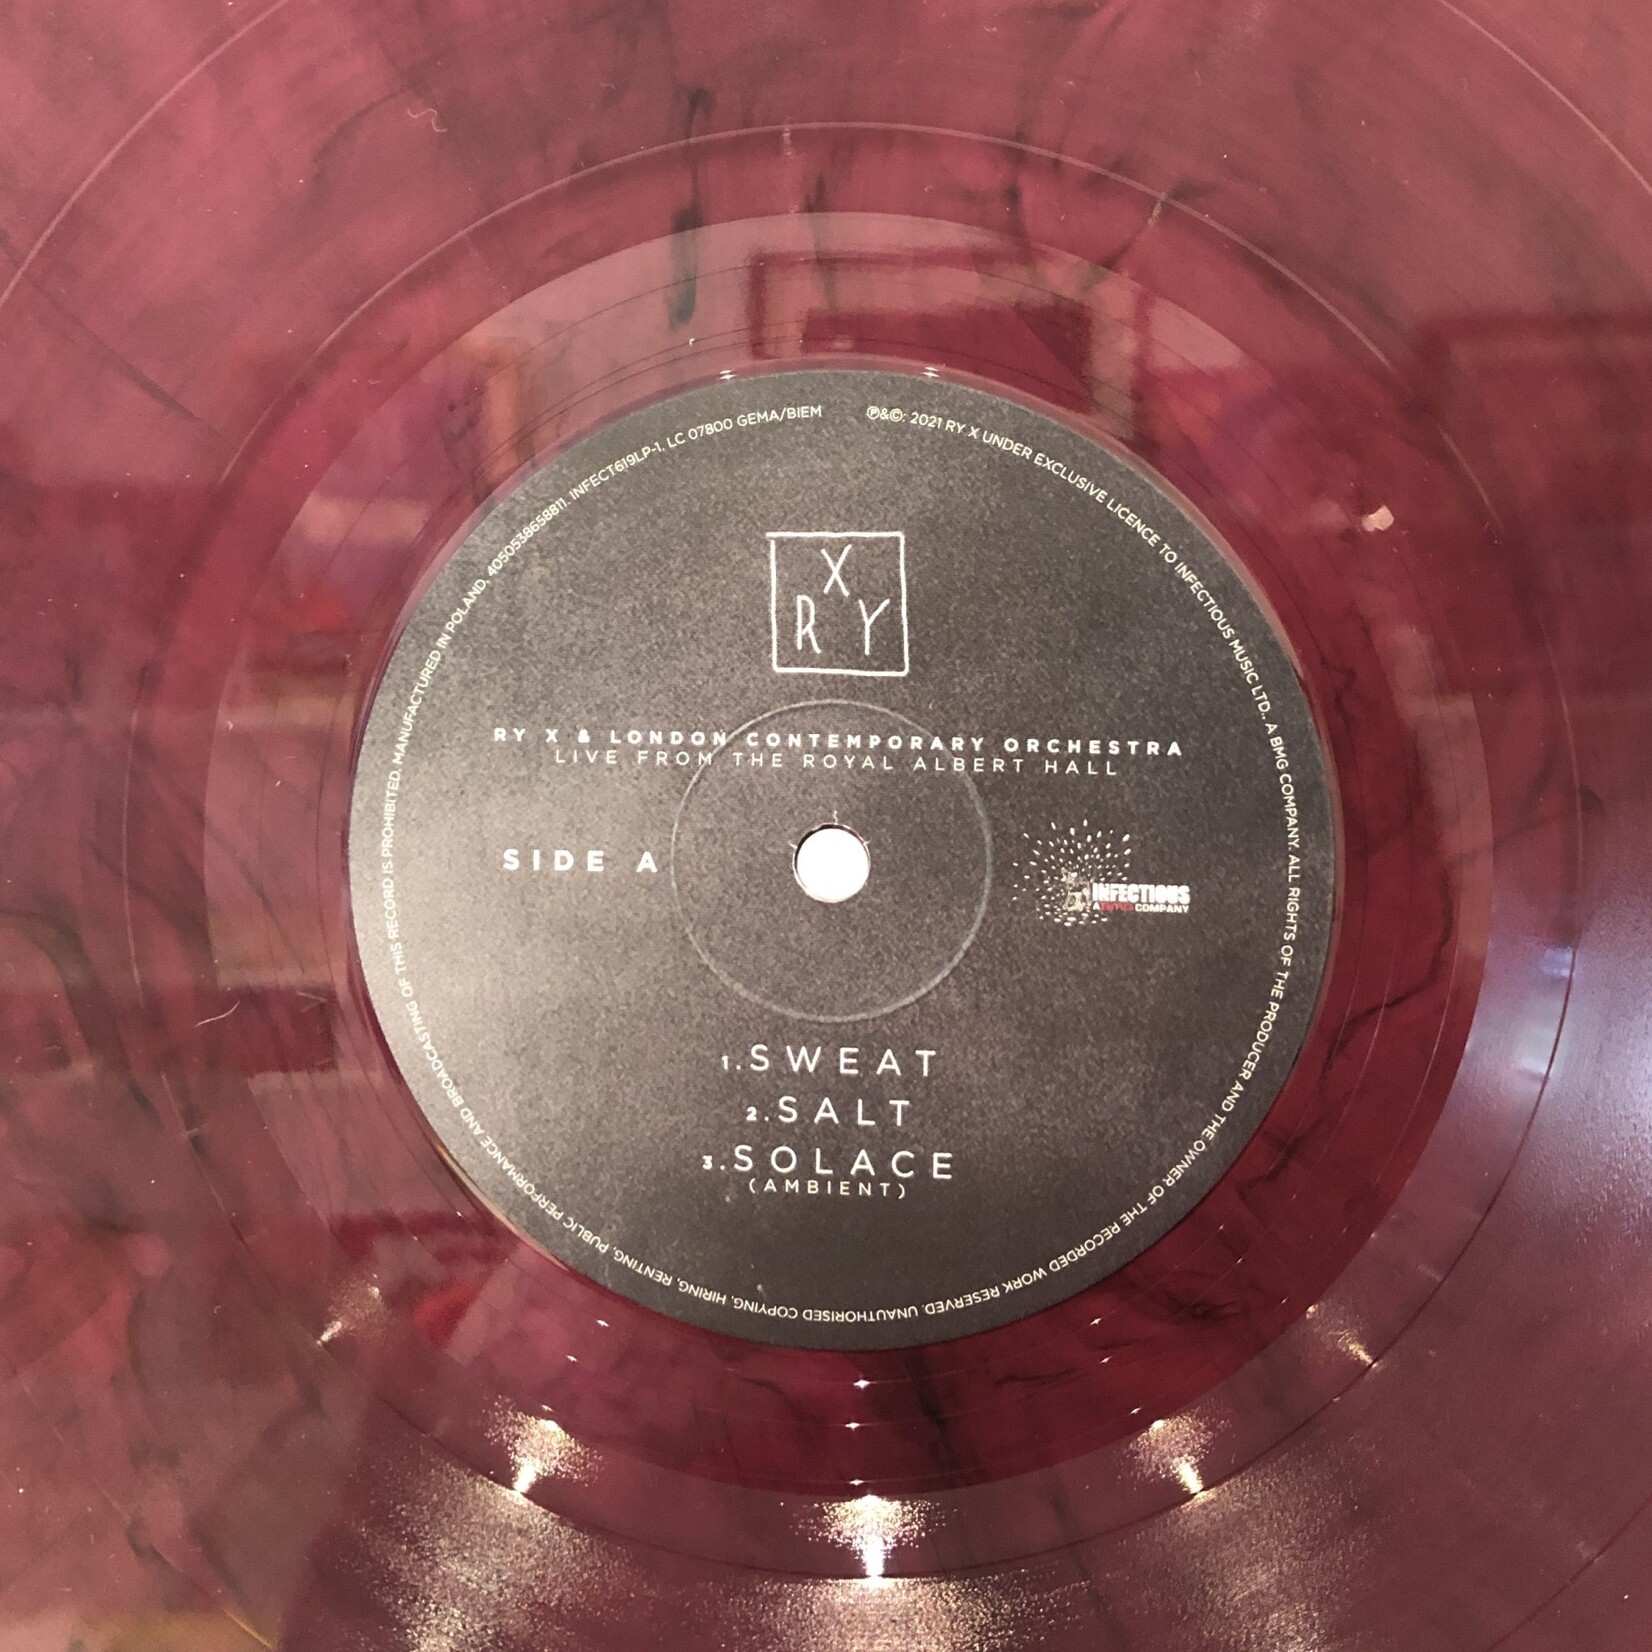 X
R Y
RY X & LONDON CONTEMPORARY ORCHESTRA
LIVE FROM THE ROYAL ALBERT HALL
SIDE A
INFECTIOUS
A BMG COMPANY
1.SWEAT
2.SALT
3.SOLACE
(AMBIENT)
℗&©: 2021 RY X UNDER EXCLUSIVE LICENCE TO INFECTIOUS MUSIC LTD., A BMG COMPANY. ALL RIGHTS OF THE PRODUCER AND THE OWNER OF THE RECORDED WORK RESERVED. UNAUTHORISED COPYING, HIRING, RENTING, PUBLIC PERFORMANCE AND BROADCASTING OF THIS RECORD IS PROHIBITED. MANUFACTURED IN POLAND. 4050538658811. INFECT619LP-1. LC 07800 GEMA/BIEM